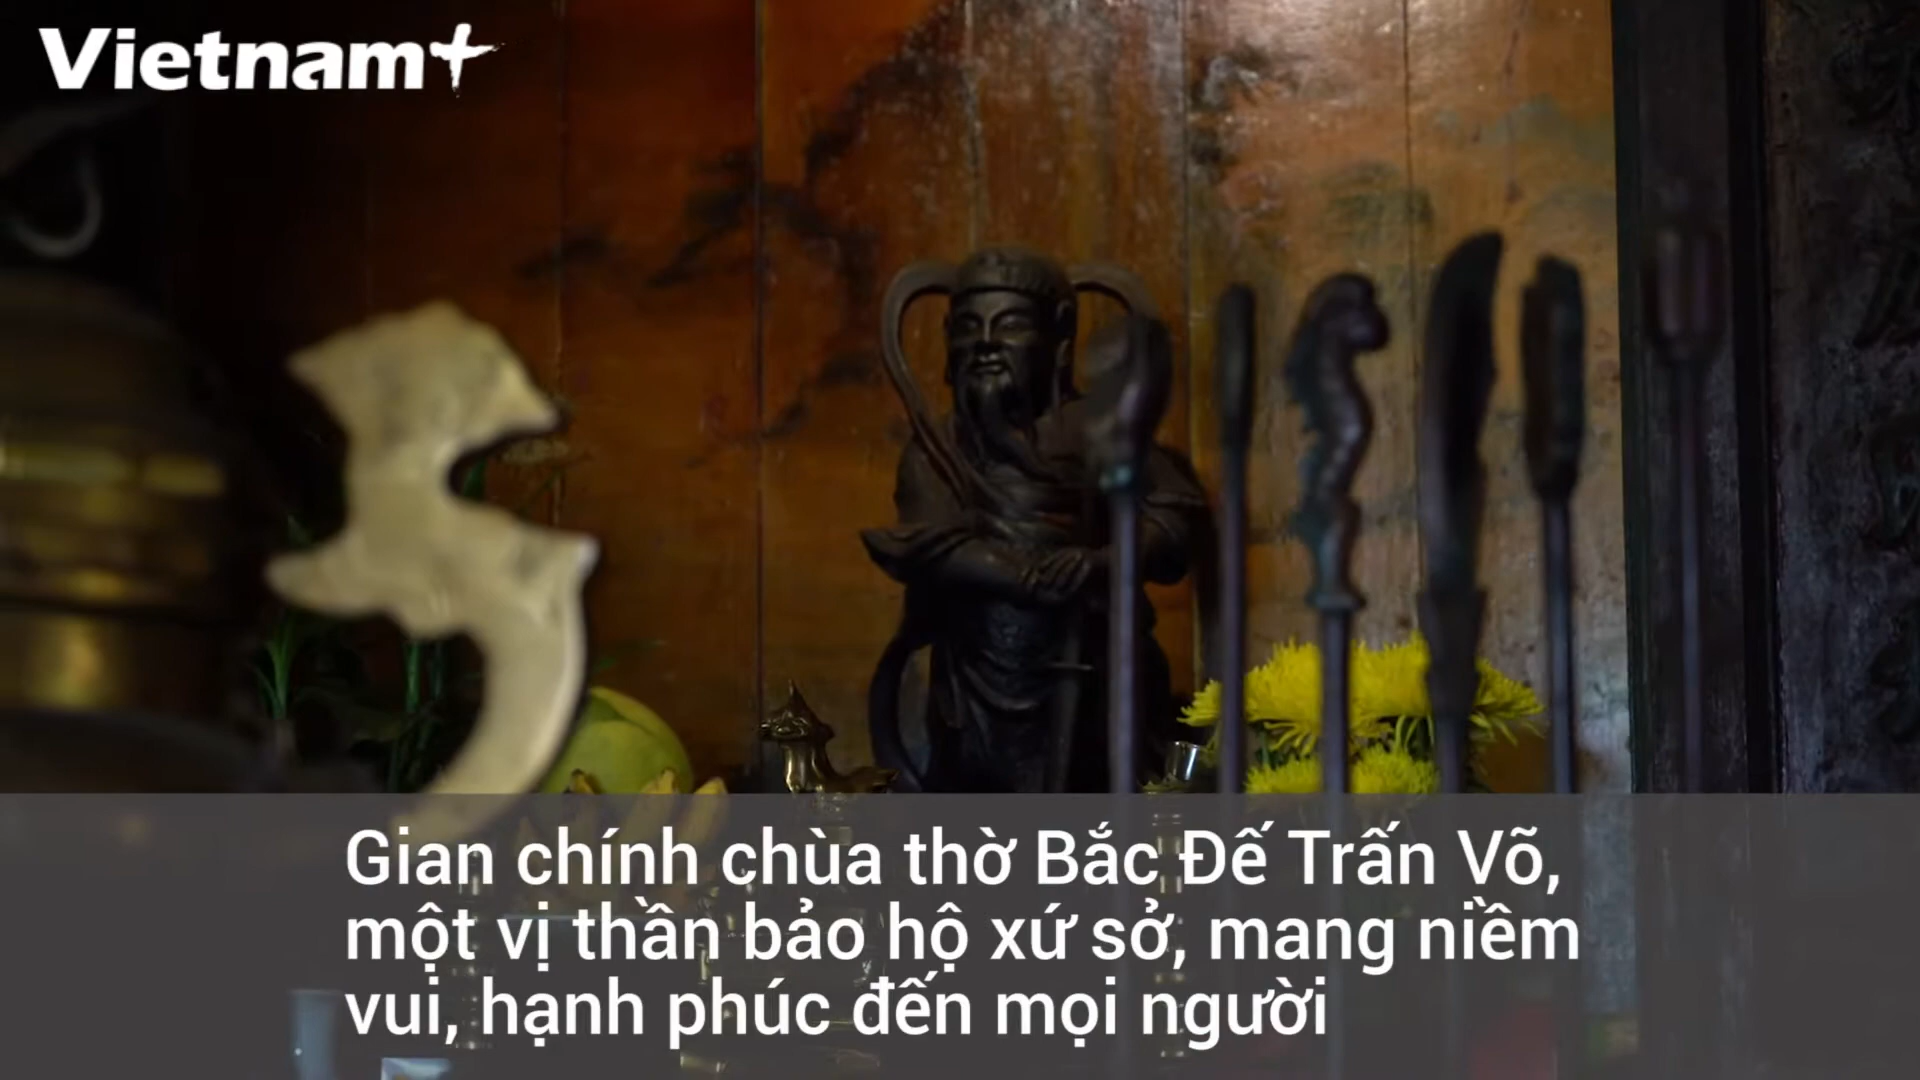 Vietnam+
Gian chính chùa thờ Bắc Đế Trấn Võ,
một vị thần bảo hộ xứ sở, mang niềm
vui, hạnh phúc đến mọi người